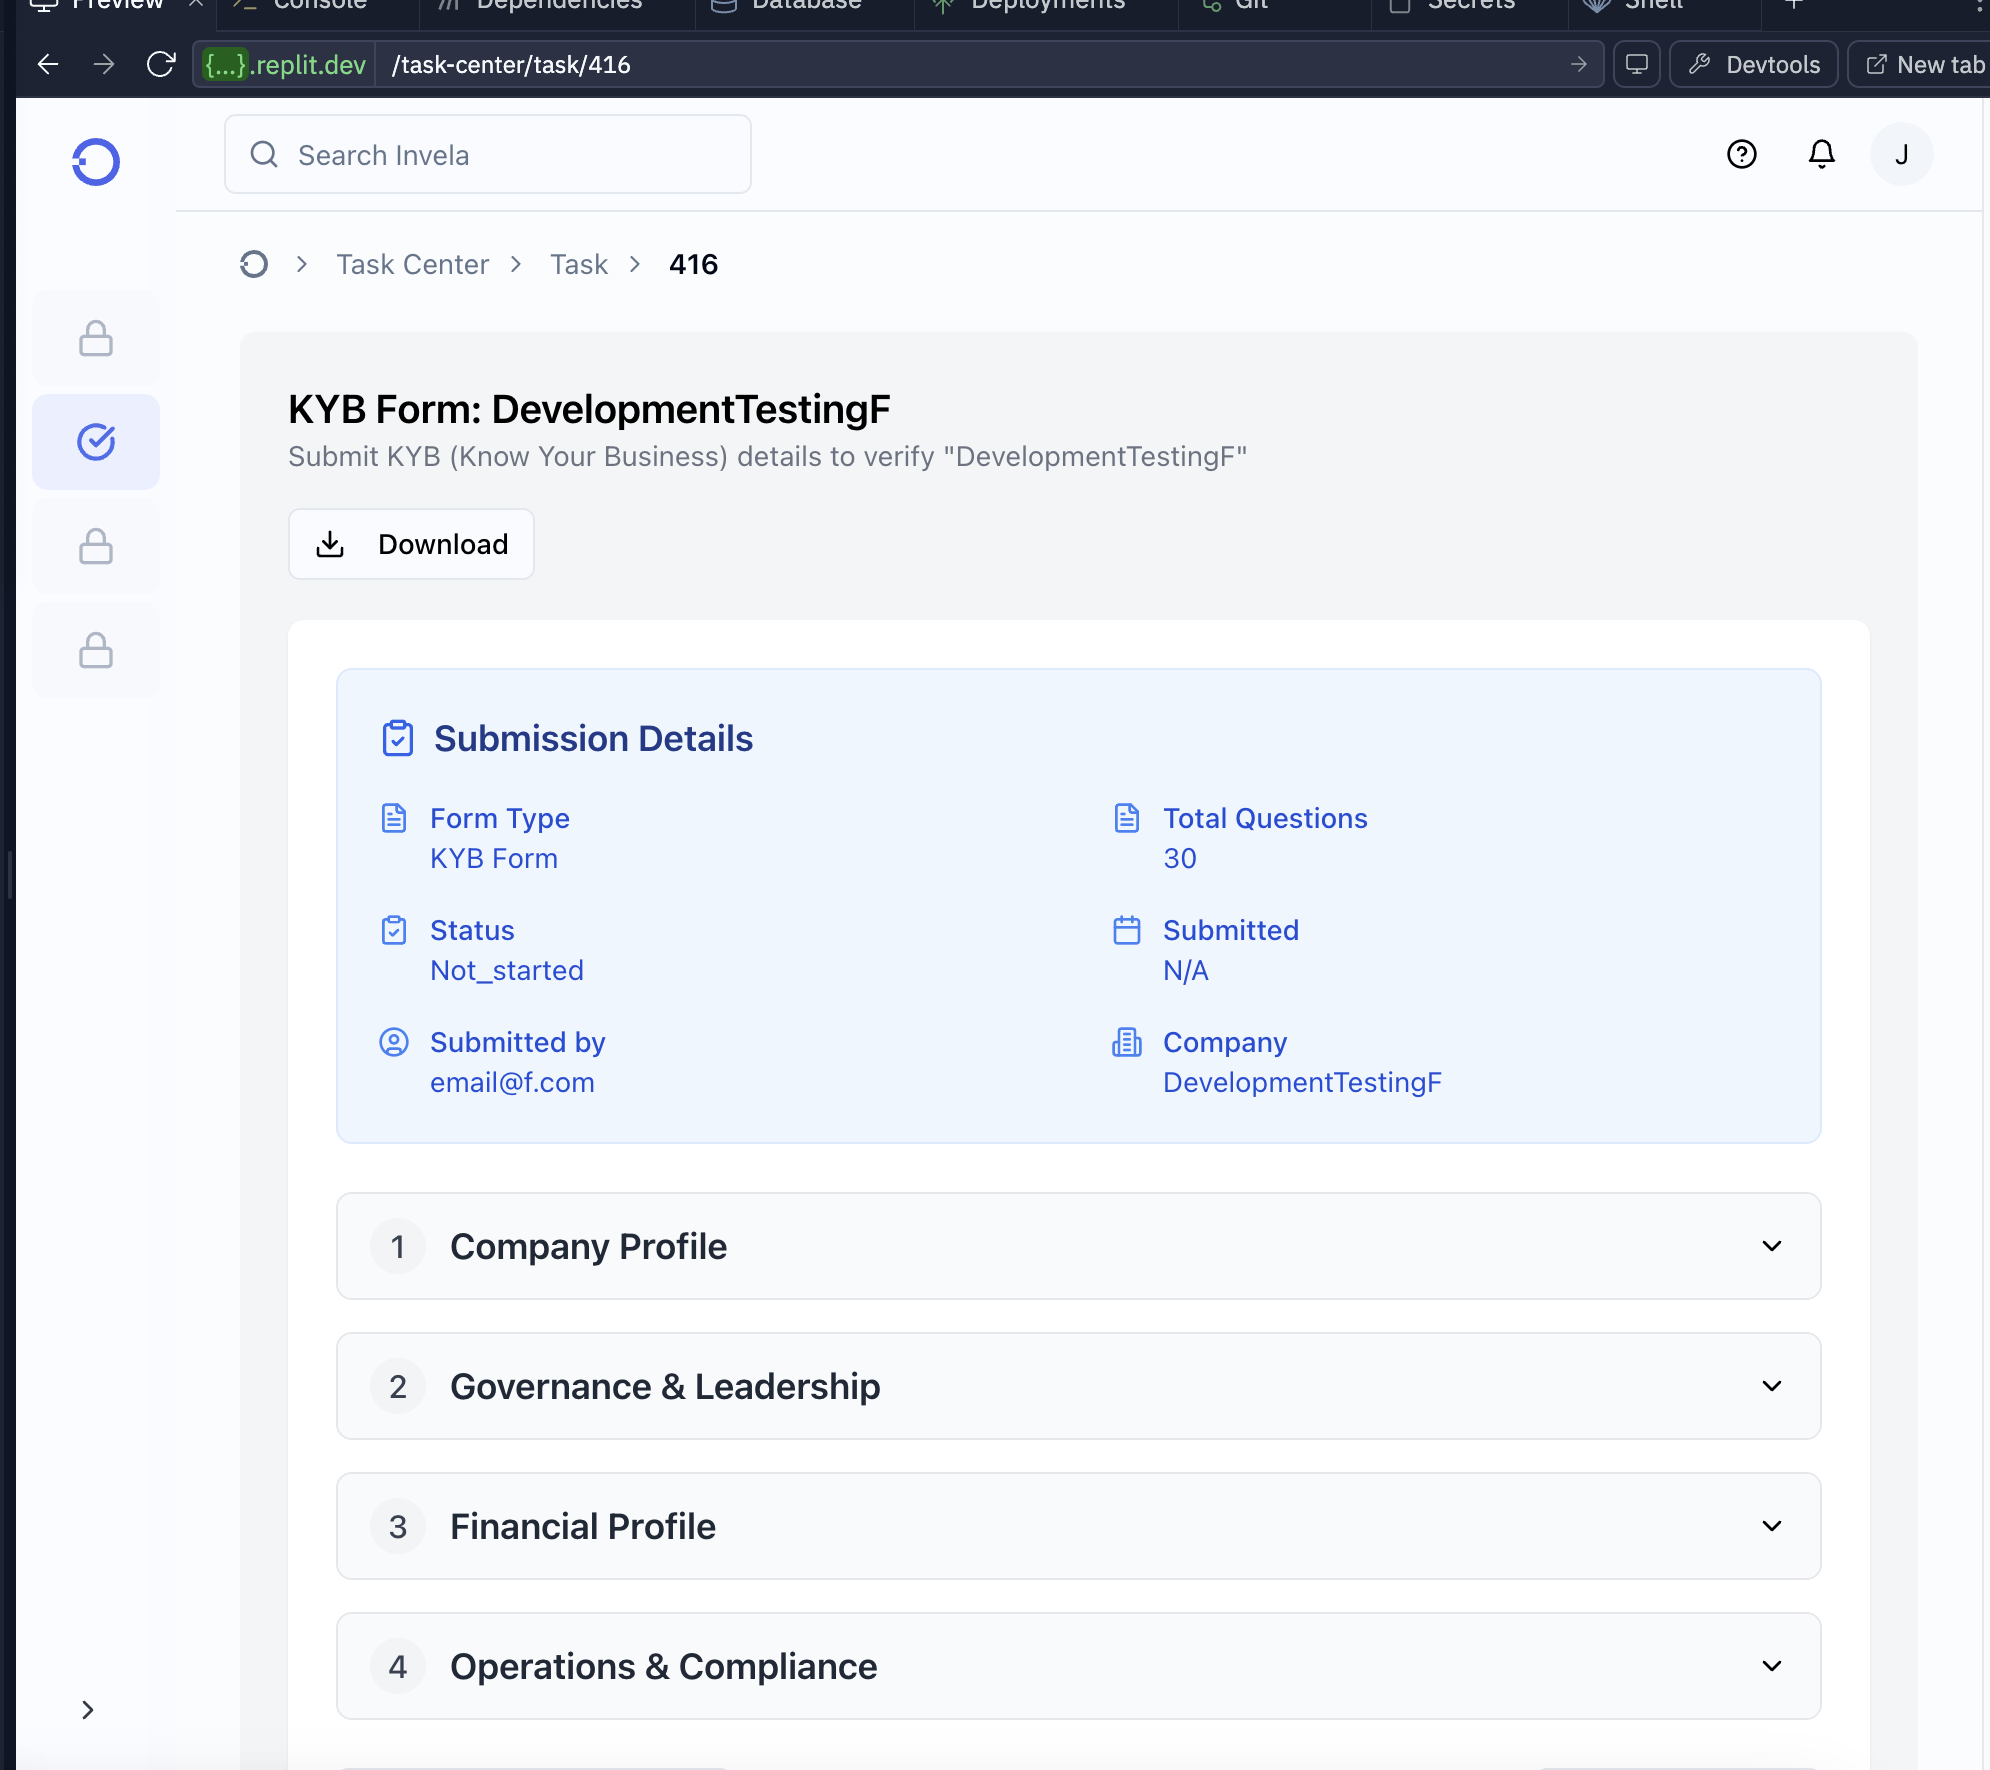 Preview
Console
Dependencies
Database
Deployments
Git
Secrets
Shell
{...}.replit.dev
/task-center/task/416
Devtools
New tab
Search Invela
J
Task Center
Task
416
KYB Form: DevelopmentTestingF
Submit KYB (Know Your Business) details to verify "DevelopmentTestingF"
Download
Submission Details
Form Type
KYB Form
Total Questions
30
Status
Not_started
Submitted
N/A
Submitted by
email@f.com
Company
DevelopmentTestingF
1 Company Profile
2 Governance & Leadership
3 Financial Profile
4 Operations & Compliance